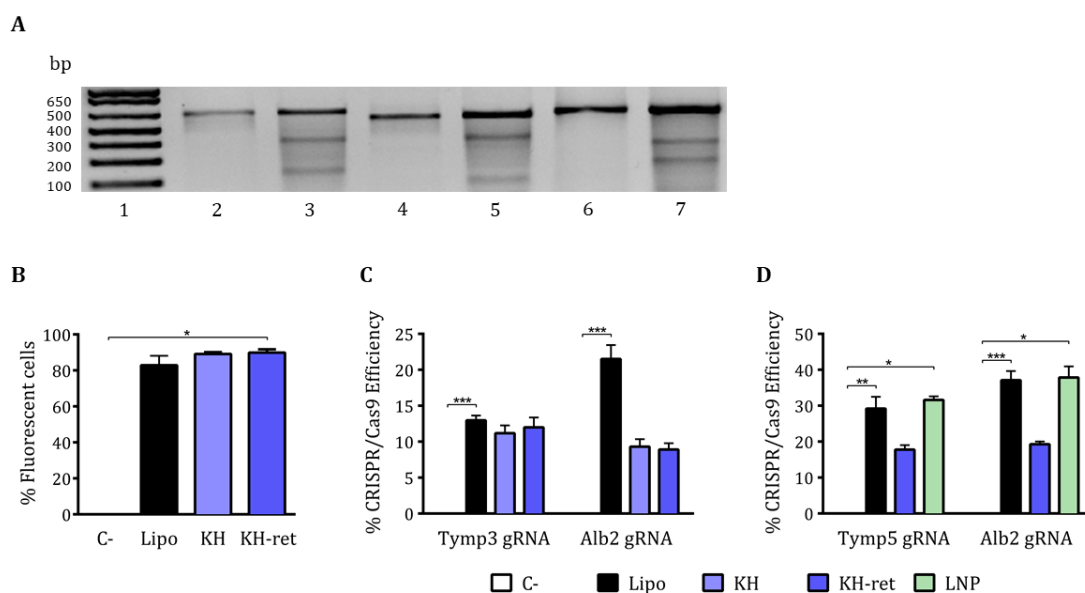 A
bp
650
500
400
300
200
100
1 2 3 4 5 6 7
B
% Fluorescent cells
100
80
60
40
20
0
*
C- Lipo KH KH-ret
C
% CRISPR/Cas9 Efficiency
25
20
15
10
5
0
***
***
Tymp3 gRNA Alb2 gRNA
D
% CRISPR/Cas9 Efficiency
50
40
30
20
10
0
*
**
*
***
Tymp5 gRNA Alb2 gRNA
C- Lipo KH KH-ret LNP